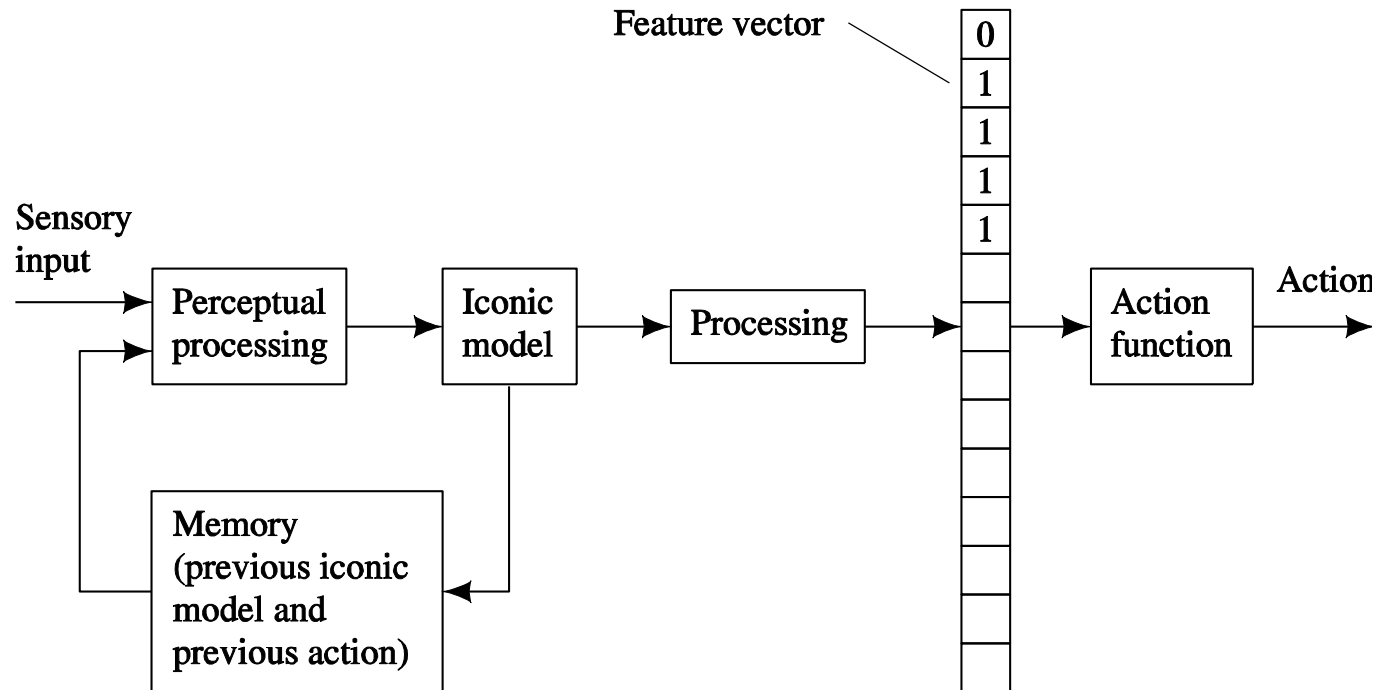 Feature vector
0
1
1
1
1
Sensory
input
Perceptual
processing
Iconic
model
Processing
Action
function
Action
Memory
(previous iconic
model and
previous action)